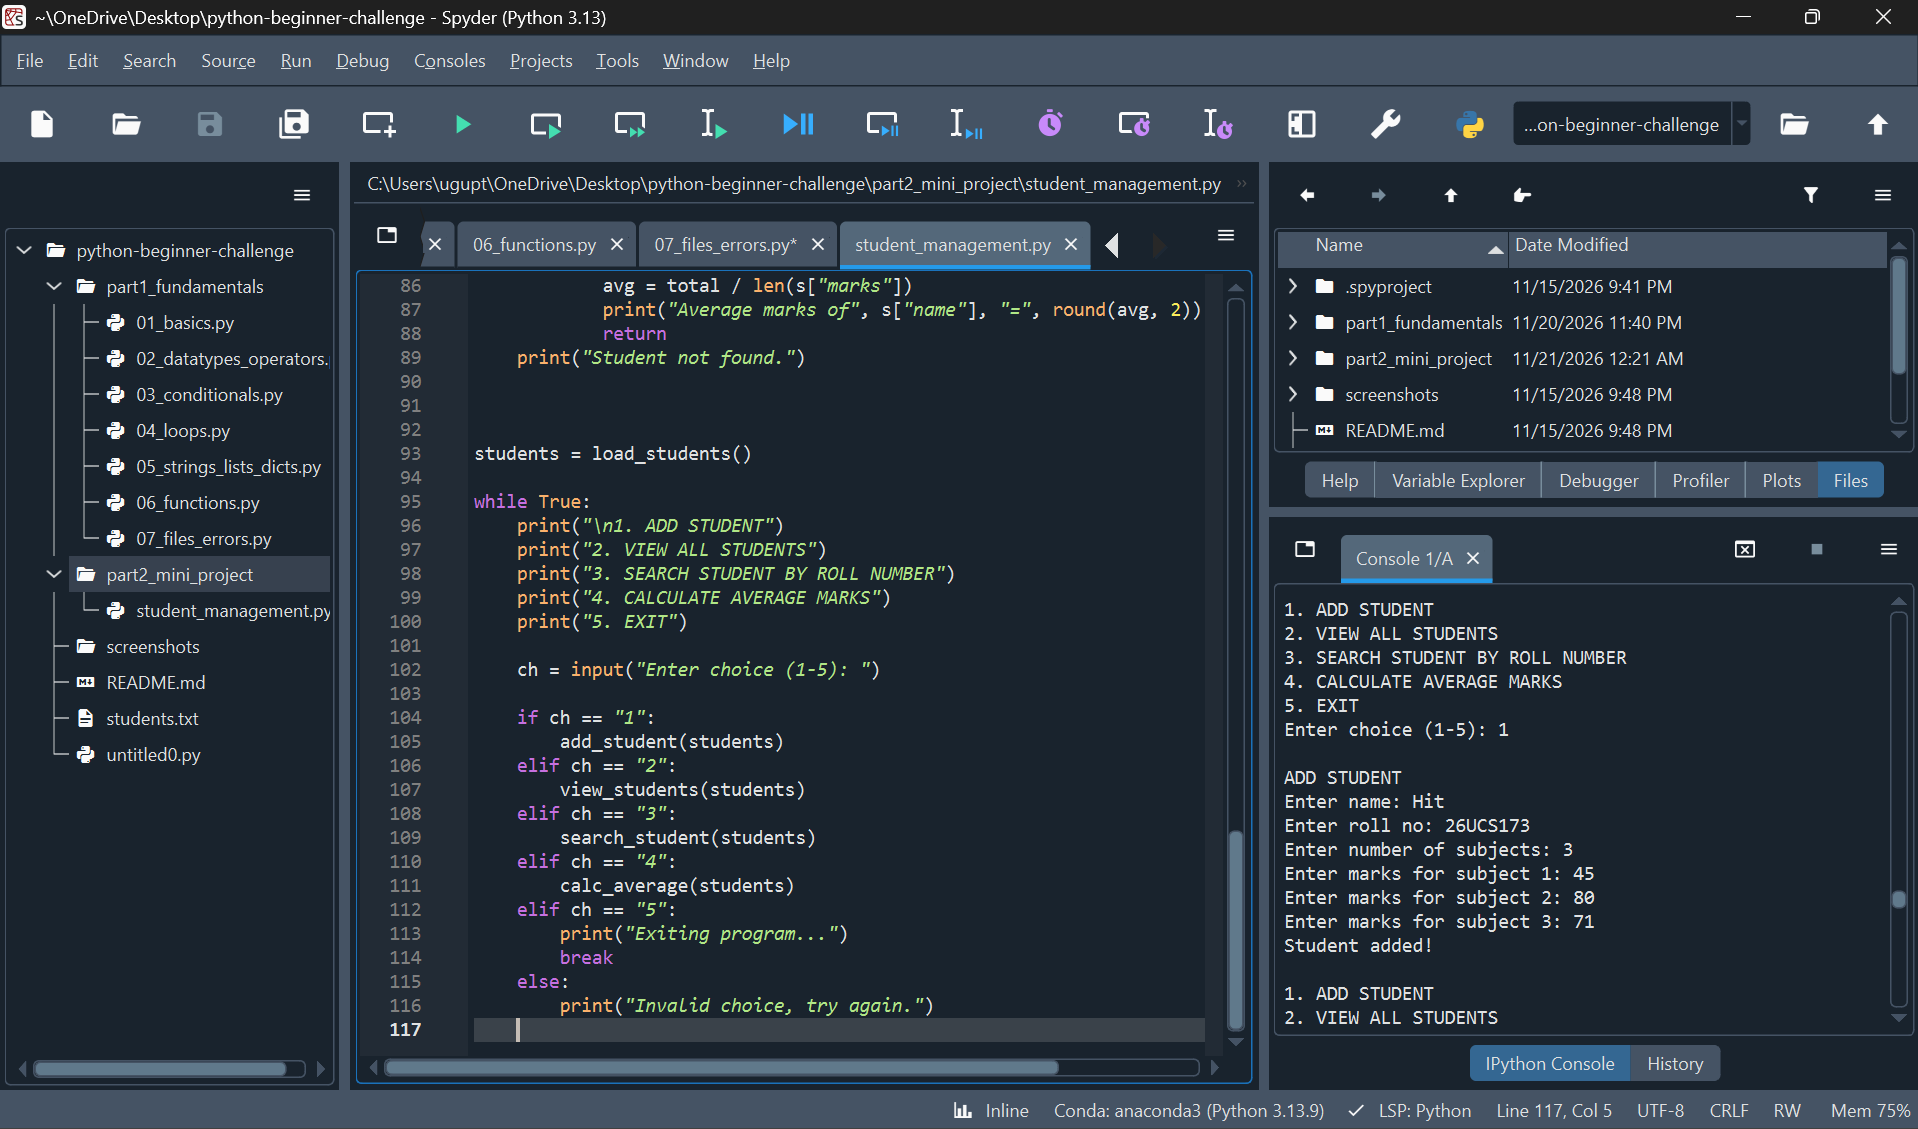 ~\OneDrive\Desktop\python-beginner-challenge - Spyder (Python 3.13)
File Edit Search Source Run Debug Consoles Projects Tools Window Help
...on-beginner-challenge
python-beginner-challenge
part1_fundamentals
01_basics.py
02_datatypes_operators.
03_conditionals.py
04_loops.py
05_strings_lists_dicts.py
06_functions.py
07_files_errors.py
part2_mini_project
student_management.py
screenshots
README.md
students.txt
untitled0.py
C:\Users\ugupt\OneDrive\Desktop\python-beginner-challenge\part2_mini_project\student_management.py
06_functions.py 07_files_errors.py* student_management.py
86 avg = total / len(s["marks"])
87 print("Average marks of", s["name"], "=", round(avg, 2))
88 return
89 print("Student not found.")
90
91
92
93 students = load_students()
94
95 while True:
96 print("\n1. ADD STUDENT")
97 print("2. VIEW ALL STUDENTS")
98 print("3. SEARCH STUDENT BY ROLL NUMBER")
99 print("4. CALCULATE AVERAGE MARKS")
100 print("5. EXIT")
101
102 ch = input("Enter choice (1-5): ")
103
104 if ch == "1":
105 add_student(students)
106 elif ch == "2":
107 view_students(students)
108 elif ch == "3":
109 search_student(students)
110 elif ch == "4":
111 calc_average(students)
112 elif ch == "5":
113 print("Exiting program...")
114 break
115 else:
116 print("Invalid choice, try again.")
117
Name Date Modified
.spyproject 11/15/2026 9:41 PM
part1_fundamentals 11/20/2026 11:40 PM
part2_mini_project 11/21/2026 12:21 AM
screenshots 11/15/2026 9:48 PM
README.md 11/15/2026 9:48 PM
Help Variable Explorer Debugger Profiler Plots Files
Console 1/A
1. ADD STUDENT
2. VIEW ALL STUDENTS
3. SEARCH STUDENT BY ROLL NUMBER
4. CALCULATE AVERAGE MARKS
5. EXIT
Enter choice (1-5): 1
ADD STUDENT
Enter name: Hit
Enter roll no: 26UCS173
Enter number of subjects: 3
Enter marks for subject 1: 45
Enter marks for subject 2: 80
Enter marks for subject 3: 71
Student added!
1. ADD STUDENT
2. VIEW ALL STUDENTS
IPython Console History
Inline Conda: anaconda3 (Python 3.13.9) LSP: Python Line 117, Col 5 UTF-8 CRLF RW Mem 75%